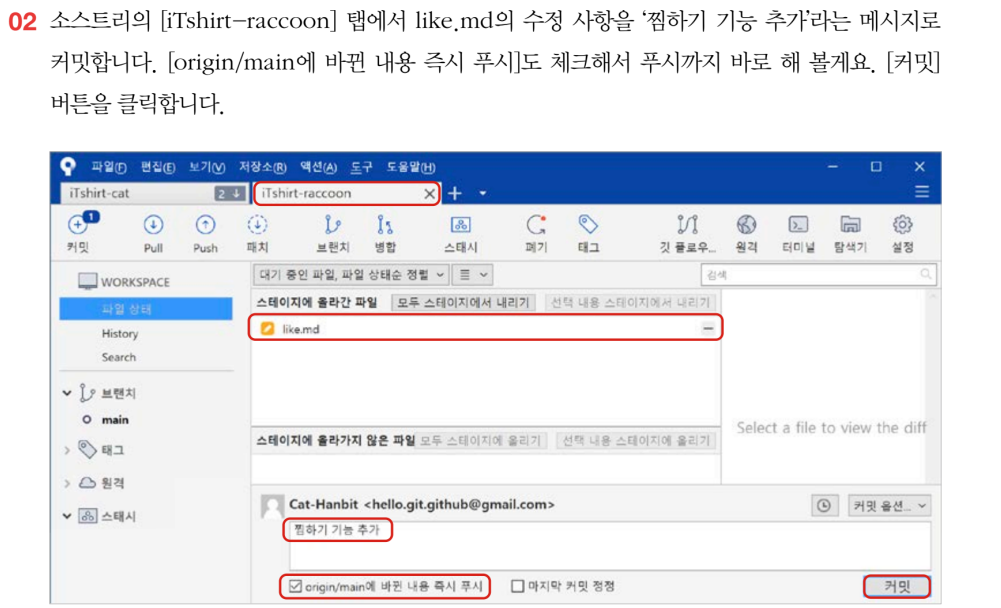 02 소스트리의 [iTshirt-raccoon] 탭에서 like.md의 수정 사항을 ‘찜하기 기능 추가’라는 메시지로
커밋합니다. [origin/main에 바뀐 내용 즉시 푸시]도 체크해서 푸시까지 바로 해 볼게요. [커밋]
버튼을 클릭합니다.
파일(F) 편집(E) 보기(V) 저장소(R) 액션(A) 도구 도움말(H)
iTshirt-cat 2 iTshirt-raccoon
1
커밋 Pull Push 패치 브랜치 병합 스태시 폐기 태그 깃 플로우... 원격 터미널 탐색기 설정
WORKSPACE
파일 상태
History
Search
브랜치
main
태그
원격
스태시
대기 중인 파일, 파일 상태순 정렬
검색
스테이지에 올라간 파일 모두 스테이지에서 내리기 선택 내용 스테이지에서 내리기
like.md
Select a file to view the diff
스테이지에 올라가지 않은 파일 모두 스테이지에 올리기 선택 내용 스테이지에 올리기
Cat-Hanbit <hello.git.github@gmail.com>
커밋 옵션...
찜하기 기능 추가
origin/main에 바뀐 내용 즉시 푸시 마지막 커밋 정정 커밋